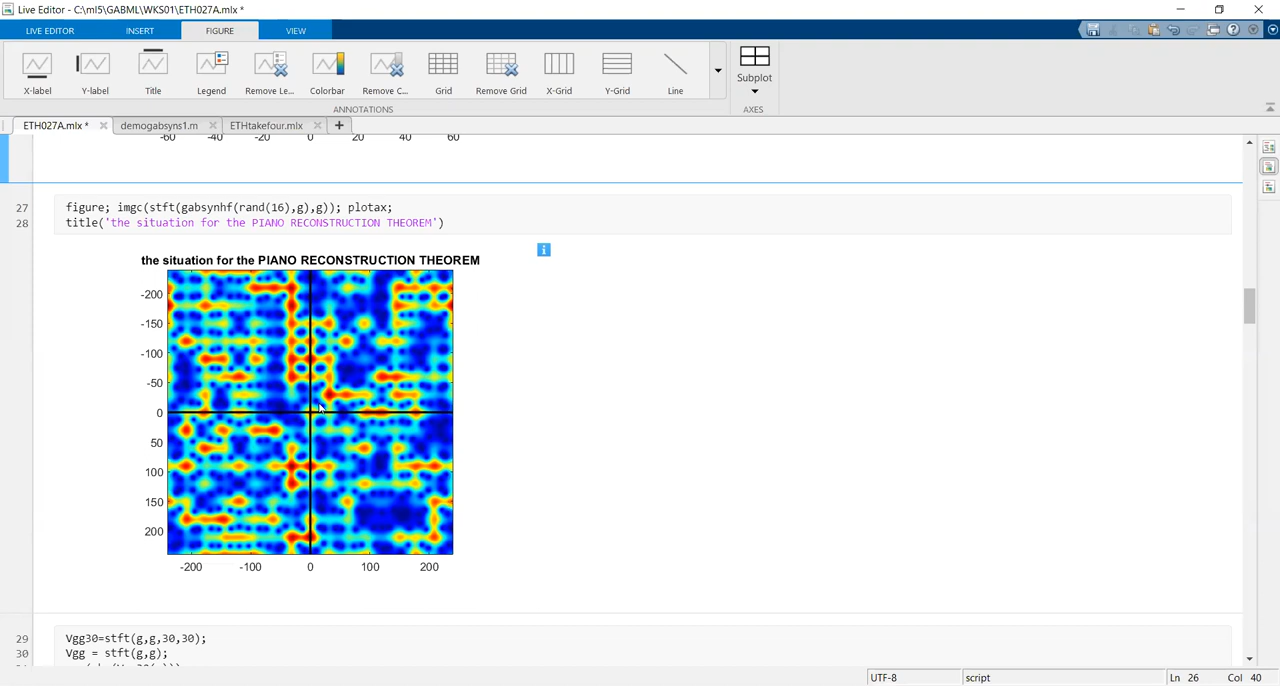 Live Editor - C:\ml5\GABML\WKS01\ETH027A.mlx *
LIVE EDITOR INSERT FIGURE VIEW
X-label Y-label Title Legend Remove Le... Colorbar Remove C... Grid Remove Grid X-Grid Y-Grid Line Subplot
ANNOTATIONS AXES
ETH027A.mlx * demogabsyns1.m ETHtakefour.mlx
-60 -40 -20 0 20 40 60
27 figure; imgc(stft(gabsynhf(rand(16),g),g)); plotax;
28 title('the situation for the PIANO RECONSTRUCTION THEOREM')
the situation for the PIANO RECONSTRUCTION THEOREM
-200
-150
-100
-50
0
50
100
150
200
-200 -100 0 100 200
29 Vgg30=stft(g,g,30,30);
30 Vgg = stft(g,g);
UTF-8 script Ln 26 Col 40